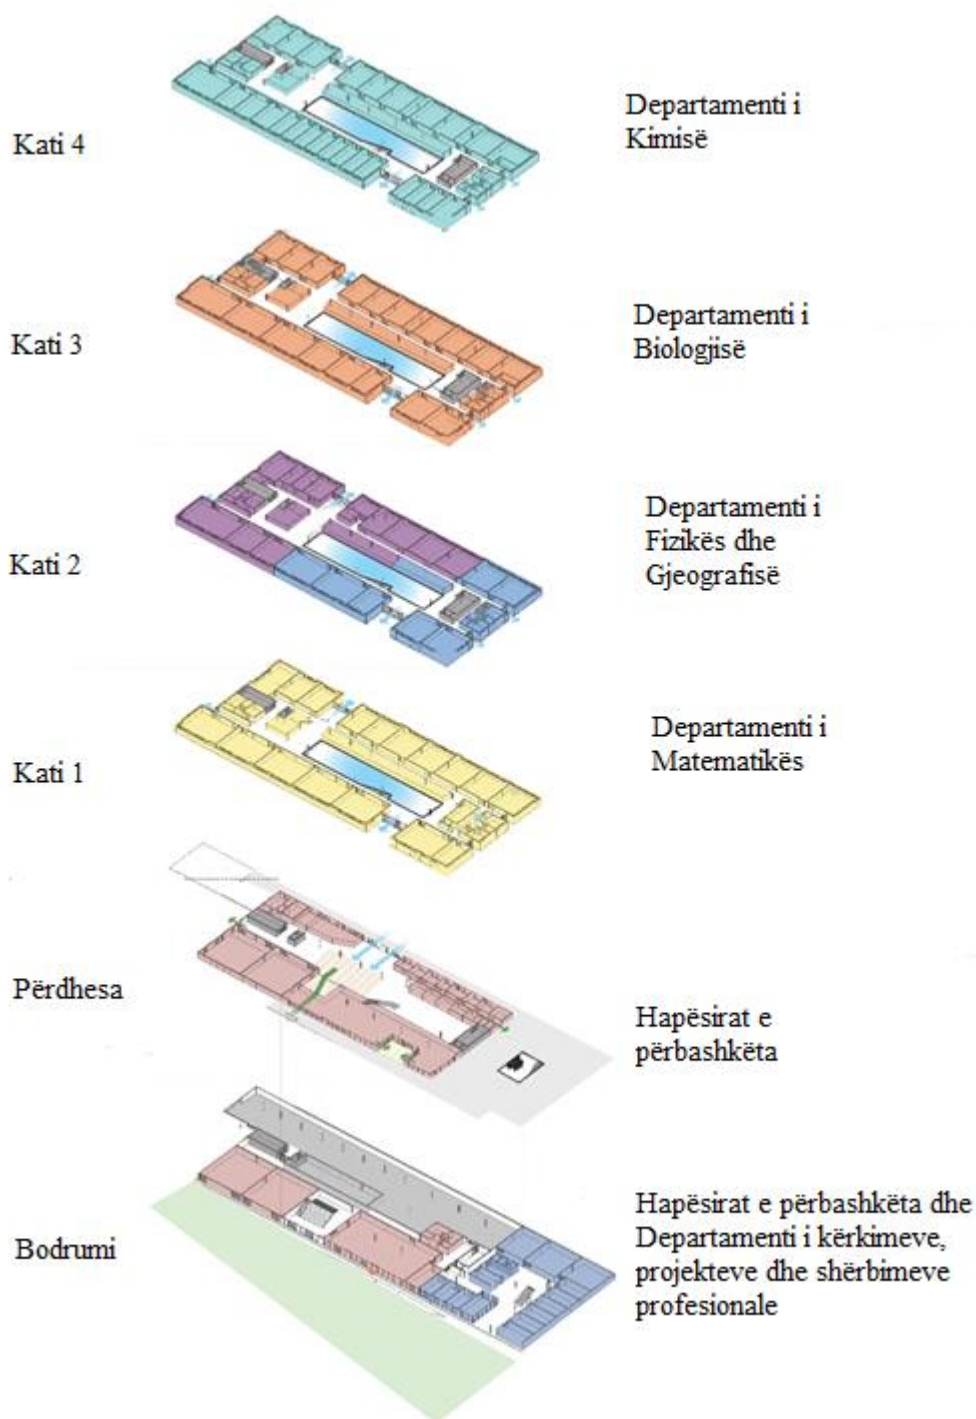 Kati 4
Departamenti i
Kimisë
Kati 3
Departamenti i
Biologjisë
Kati 2
Departamenti i
Fizikës dhe
Gjeografisë
Kati 1
Departamenti i
Matematikës
Përdhesa
Hapësirat e
përbashkëta
Bodrumi
Hapësirat e përbashkëta dhe
Departamenti i kërkimeve,
projekteve dhe shërbimeve
profesionale